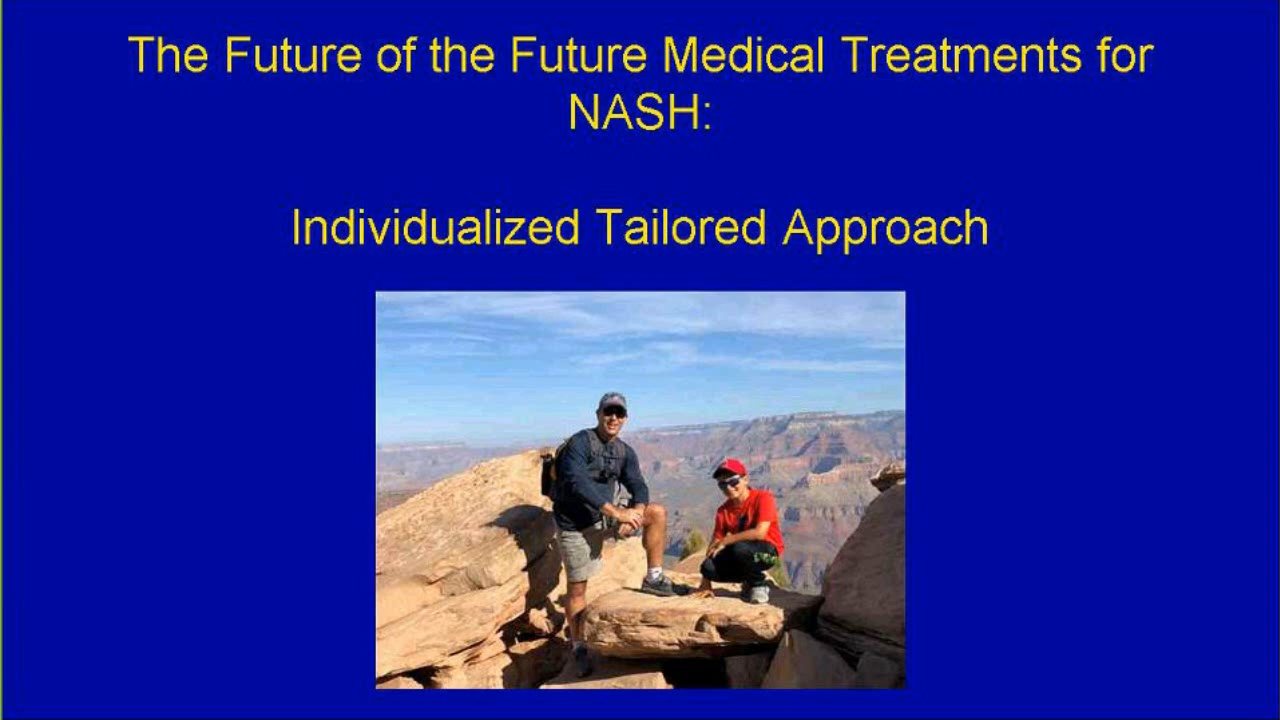 The Future of the Future Medical Treatments for
NASH:
Individualized Tailored Approach